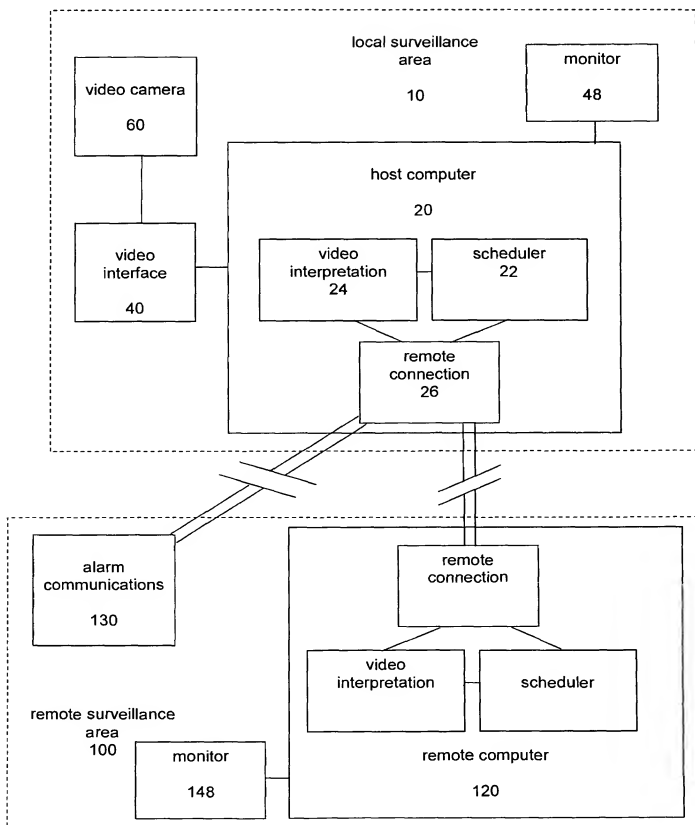 local surveillance
area
10
monitor
48
video camera
60
host computer
20
video
interface
40
video
interpretation
24
scheduler
22
remote
connection
26
alarm
communications
130
remote
connection
video
interpretation
scheduler
remote surveillance
area
100
monitor
148
remote computer
120